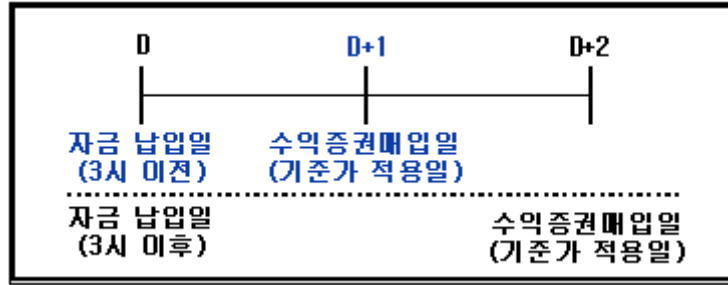 D D+1 D+2
자금 납입일 수익증권매입일
(3시 이전) (기준가 적용일)
자금 납입일 수익증권매입일
(3시 이후) (기준가 적용일)